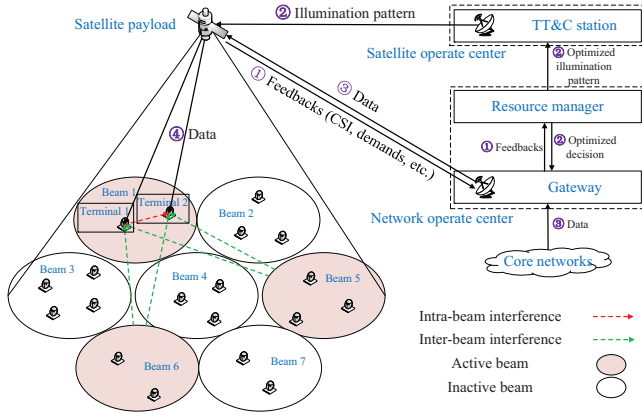 ② Illumination pattern
TT&C station
Satellite payload
Satellite operate center
② Optimized
illumination
pattern
③ Data
① Feedbacks (CSI, demands, etc.)
Resource manager
④ Data
① Feedbacks
② Optimized
decision
Gateway
Beam 1
Terminal 2
Terminal 1
Beam 2
Network operate center
③ Data
Core networks
Beam 3
Beam 4
Beam 5
Intra-beam interference
Inter-beam interference
Beam 6
Beam 7
Active beam
Inactive beam